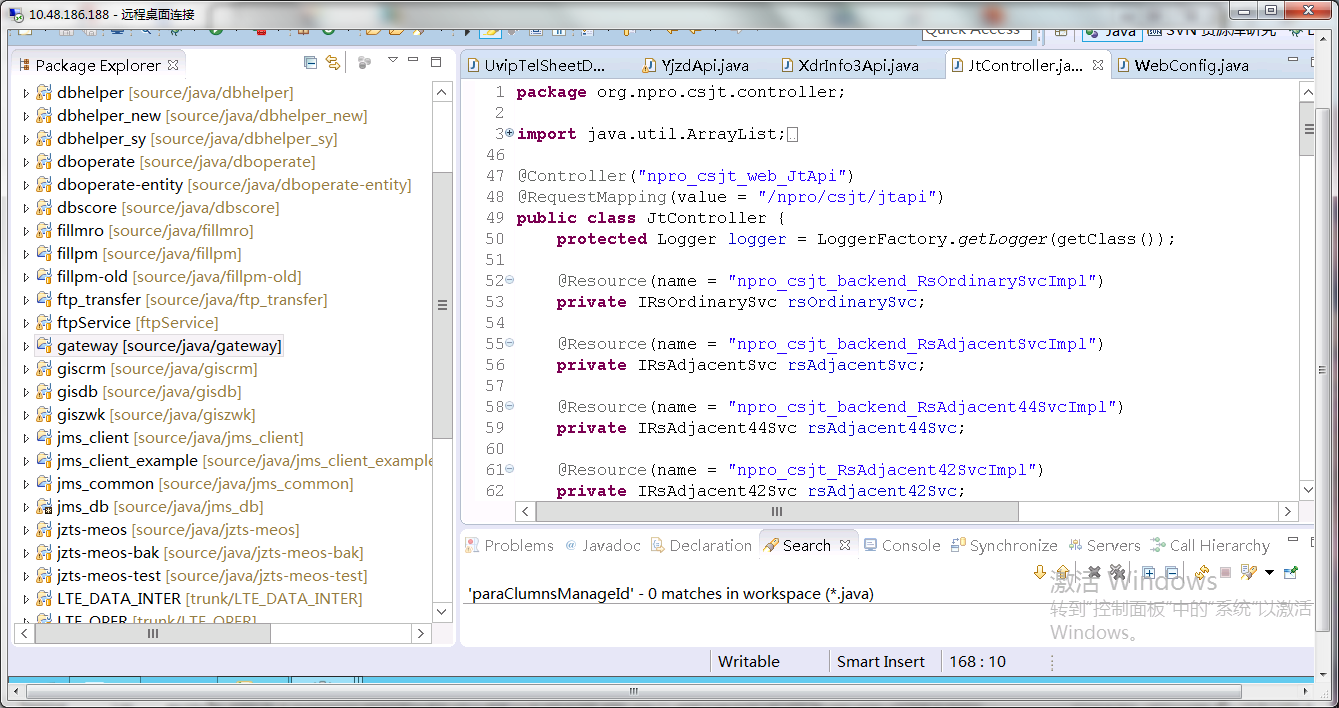 10.48.186.188 - 远程桌面连接
Quick Access
Java
SVN 资源库研究
Package Explorer
dbhelper [source/java/dbhelper]
dbhelper_new [source/java/dbhelper_new]
dbhelper_sy [source/java/dbhelper_sy]
dboperate [source/java/dboperate]
dboperate-entity [source/java/dboperate-entity]
dbscore [source/java/dbscore]
fillmro [source/java/fillmro]
fillpm [source/java/fillpm]
fillpm-old [source/java/fillpm-old]
ftp_transfer [source/java/ftp_transfer]
ftpService [ftpService]
gateway [source/java/gateway]
giscrm [source/java/giscrm]
gisdb [source/java/gisdb]
giszwk [source/java/giszwk]
jms_client [source/java/jms_client]
jms_client_example [source/java/jms_client_example
jms_common [source/java/jms_common]
jms_db [source/java/jms_db]
jzts-meos [source/java/jzts-meos]
jzts-meos-bak [source/java/jzts-meos-bak]
jzts-meos-test [source/java/jzts-meos-test]
LTE_DATA_INTER [trunk/LTE_DATA_INTER]
LTE_OPER [trunk/LTE_OPER]
UvipTelSheetD... YjzdApi.java XdrInfo3Api.java JtController.ja... WebConfig.java
1 package org.npro.csjt.controller;
2
3 import java.util.ArrayList;
46
47 @Controller("npro_csjt_web_JtApi")
48 @RequestMapping(value = "/npro/csjt/jtapi")
49 public class JtController {
50 protected Logger logger = LoggerFactory.getLogger(getClass());
51
52 @Resource(name = "npro_csjt_backend_RsOrdinarySvcImpl")
53 private IRsOrdinarySvc rsOrdinarySvc;
54
55 @Resource(name = "npro_csjt_backend_RsAdjacentSvcImpl")
56 private IRsAdjacentSvc rsAdjacentSvc;
57
58 @Resource(name = "npro_csjt_backend_RsAdjacent44SvcImpl")
59 private IRsAdjacent44Svc rsAdjacent44Svc;
60
61 @Resource(name = "npro_csjt_RsAdjacent42SvcImpl")
62 private IRsAdjacent42Svc rsAdjacent42Svc;
Problems Javadoc Declaration Search Console Synchronize Servers Call Hierarchy
'paraClumnsManageId' - 0 matches in workspace (*.java)
激活 Windows
转到"控制面板"中的"系统"以激活
Windows。
Writable Smart Insert 168 : 10